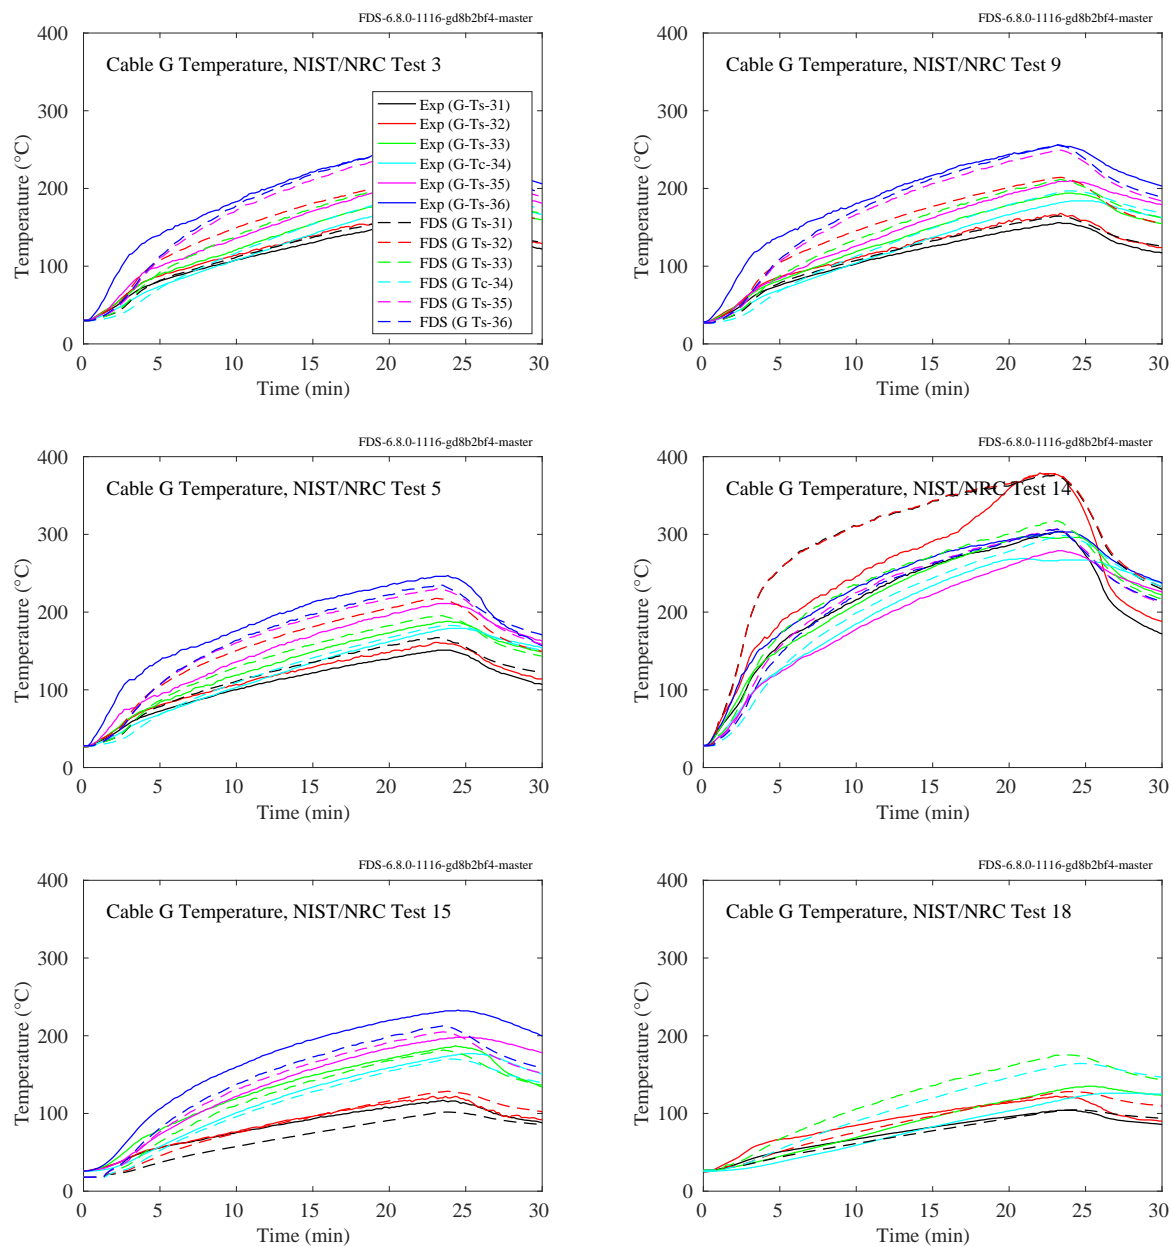 FDS-6.8.0-1116-gd8b2bf4-master
Cable G Temperature, NIST/NRC Test 3
Exp (G-Ts-31)
Exp (G-Ts-32)
Exp (G-Ts-33)
Exp (G-Tc-34)
Exp (G-Ts-35)
Exp (G-Ts-36)
FDS (G Ts-31)
FDS (G Ts-32)
FDS (G Ts-33)
FDS (G Tc-34)
FDS (G Ts-35)
FDS (G Ts-36)
Temperature (°C)
400
300
200
100
0
0 5 10 15 20 25 30
Time (min)
FDS-6.8.0-1116-gd8b2bf4-master
Cable G Temperature, NIST/NRC Test 9
Temperature (°C)
400
300
200
100
0
0 5 10 15 20 25 30
Time (min)
FDS-6.8.0-1116-gd8b2bf4-master
Cable G Temperature, NIST/NRC Test 5
Temperature (°C)
400
300
200
100
0
0 5 10 15 20 25 30
Time (min)
FDS-6.8.0-1116-gd8b2bf4-master
Cable G Temperature, NIST/NRC Test 14
Temperature (°C)
400
300
200
100
0
0 5 10 15 20 25 30
Time (min)
FDS-6.8.0-1116-gd8b2bf4-master
Cable G Temperature, NIST/NRC Test 15
Temperature (°C)
400
300
200
100
0
0 5 10 15 20 25 30
Time (min)
FDS-6.8.0-1116-gd8b2bf4-master
Cable G Temperature, NIST/NRC Test 18
Temperature (°C)
400
300
200
100
0
0 5 10 15 20 25 30
Time (min)